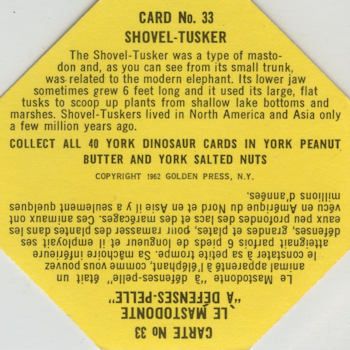 CARD No. 33
SHOVEL-TUSKER
The Shovel-Tusker was a type of masto-
don and, as you can see from its small trunk,
was related to the modern elephant. Its lower jaw
sometimes grew 6 feet long and it used its large, flat
tusks to scoop up plants from shallow lake bottoms and
marshes. Shovel-Tuskers lived in North America and Asia only
a few million years ago.
COLLECT ALL 40 YORK DINOSAUR CARDS IN YORK PEANUT
BUTTER AND YORK SALTED NUTS
COPYRIGHT 1962 GOLDEN PRESS, N.Y.
CARTE No 33
LE MASTODONTE
"A DÉFENSES-PELLE"
Le Mastodonte "à défenses-pelle" était un
animal apparenté à l'éléphant, comme vous pouvez
le constater à sa petite trompe. Sa mâchoire inférieure
atteignait parfois 6 pieds de longueur et il employait ses
défenses, grandes et plates, pour ramasser des plantes dans les
eaux peu profondes des lacs et des marécages. Ces animaux ont
vécu en Amérique du Nord et en Asie il y a seulement quelques
millions d'années.